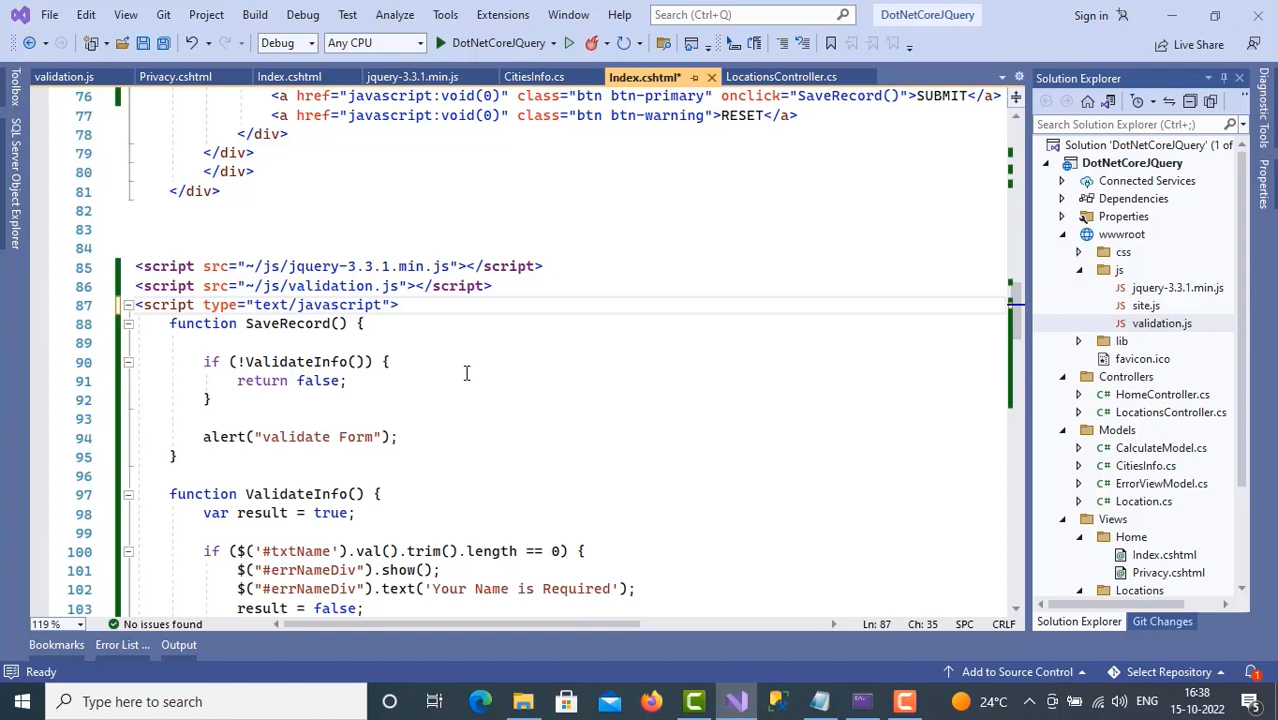 File Edit View Git Project Build Debug Test Analyze Tools Extensions Window Help Search (Ctrl+Q) DotNetCoreJQuery Sign in
Debug Any CPU DotNetCoreJQuery Live Share
validation.js Privacy.cshtml Index.cshtml jquery-3.3.1.min.js CitiesInfo.cs Index.cshtml* LocationsController.cs
Toolbox
SQL Server Object Explorer
76 <a href="javascript:void(0)" class="btn btn-primary" onclick="SaveRecord()">SUBMIT</a>
77 <a href="javascript:void(0)" class="btn btn-warning">RESET</a>
78 </div>
79 </div>
80 </div>
81 </div>
82
83
84
85 <script src="~/js/jquery-3.3.1.min.js"></script>
86 <script src="~/js/validation.js"></script>
87 <script type="text/javascript">
88 function SaveRecord() {
89
90 if (!ValidateInfo()) {
91 return false;
92 }
93
94 alert("validate Form");
95 }
96
97 function ValidateInfo() {
98 var result = true;
99
100 if ($('#txtName').val().trim().length == 0) {
101 $("#errNameDiv").show();
102 $("#errNameDiv").text('Your Name is Required');
103 result = false;
119 % No issues found Ln: 87 Ch: 35 SPC CRLF
Solution Explorer
Search Solution Explorer (Ctrl+;)
Solution 'DotNetCoreJQuery' (1 of
DotNetCoreJQuery
Connected Services
Dependencies
Properties
wwwroot
css
js
jquery-3.3.1.min.js
site.js
validation.js
lib
favicon.ico
Controllers
HomeController.cs
LocationsController.cs
Models
CalculateModel.cs
CitiesInfo.cs
ErrorViewModel.cs
Location.cs
Views
Home
Index.cshtml
Privacy.cshtml
Locations
Solution Explorer Git Changes
Diagnostic Tools
Properties
Bookmarks Error List ... Output
Ready Add to Source Control Select Repository 1
Type here to search 24°C ENG 16:38 15-10-2022 5